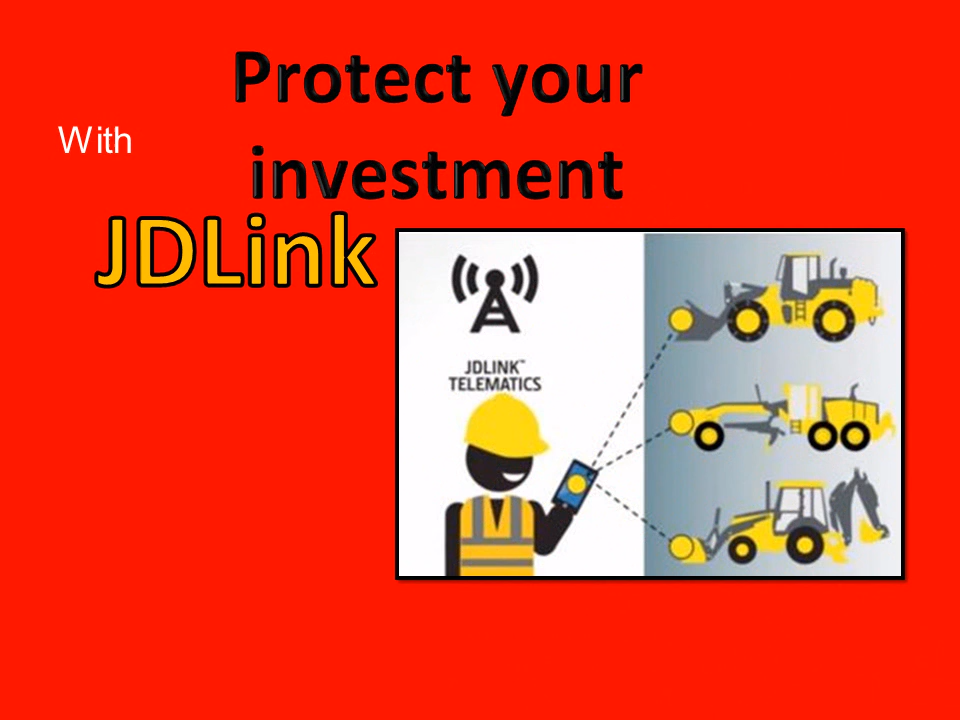 Protect your
With
investment
JDLink
JDLINK™
TELEMATICS